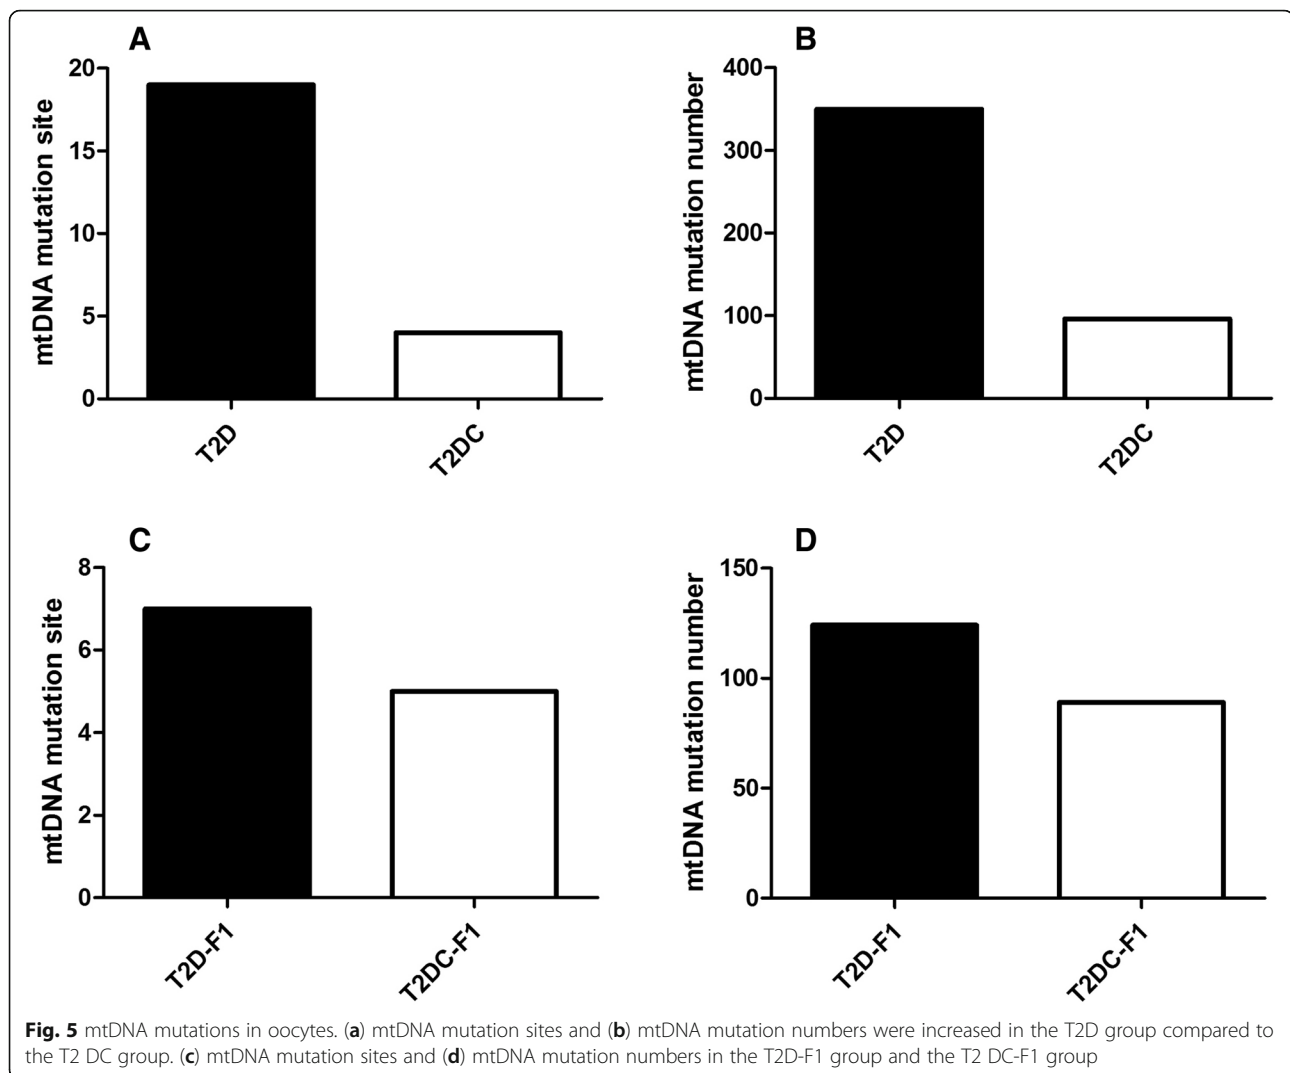 A
mtDNA mutation site
20
15
10
5
0
T2D
T2DC
B
mtDNA mutation number
400
300
200
100
0
T2D
T2DC
C
mtDNA mutation site
8
6
4
2
0
T2D-F1
T2DC-F1
D
mtDNA mutation number
150
100
50
0
T2D-F1
T2DC-F1
Fig. 5 mtDNA mutations in oocytes. (a) mtDNA mutation sites and (b) mtDNA mutation numbers were increased in the T2D group compared to
the T2 DC group. (c) mtDNA mutation sites and (d) mtDNA mutation numbers in the T2D-F1 group and the T2 DC-F1 group